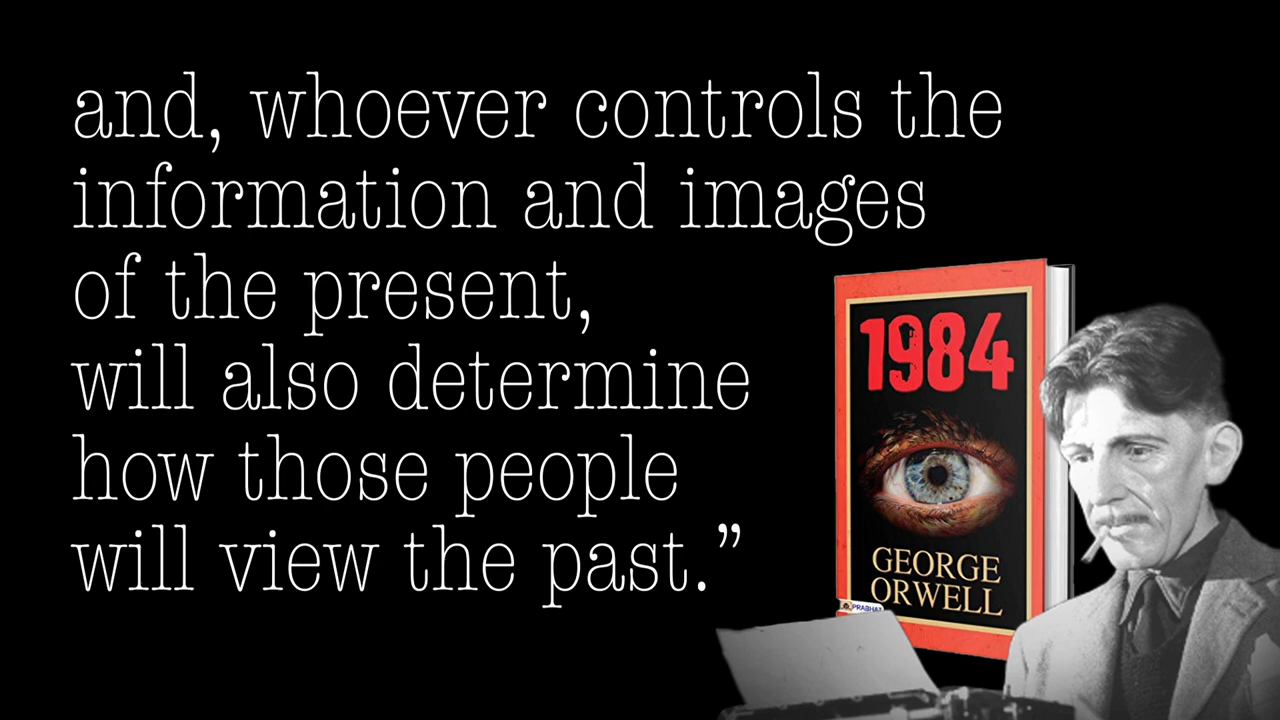 and, whoever controls the
information and images
of the present,
will also determine
how those people
will view the past.”
1984
GEORGE
ORWELL
PRABHAT